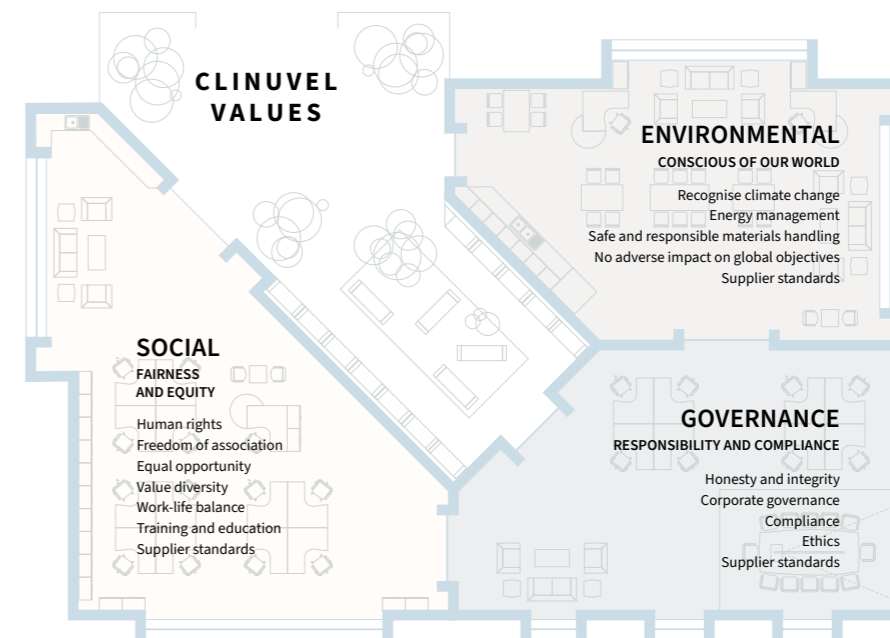 CLINUVEL
VALUES
ENVIRONMENTAL
CONSCIOUS OF OUR WORLD
Recognise climate change
Energy management
Safe and responsible materials handling
No adverse impact on global objectives
Supplier standards
SOCIAL
FAIRNESS
AND EQUITY
Human rights
Freedom of association
Equal opportunity
Value diversity
Work-life balance
Training and education
Supplier standards
GOVERNANCE
RESPONSIBILITY AND COMPLIANCE
Honesty and integrity
Corporate governance
Compliance
Ethics
Supplier standards